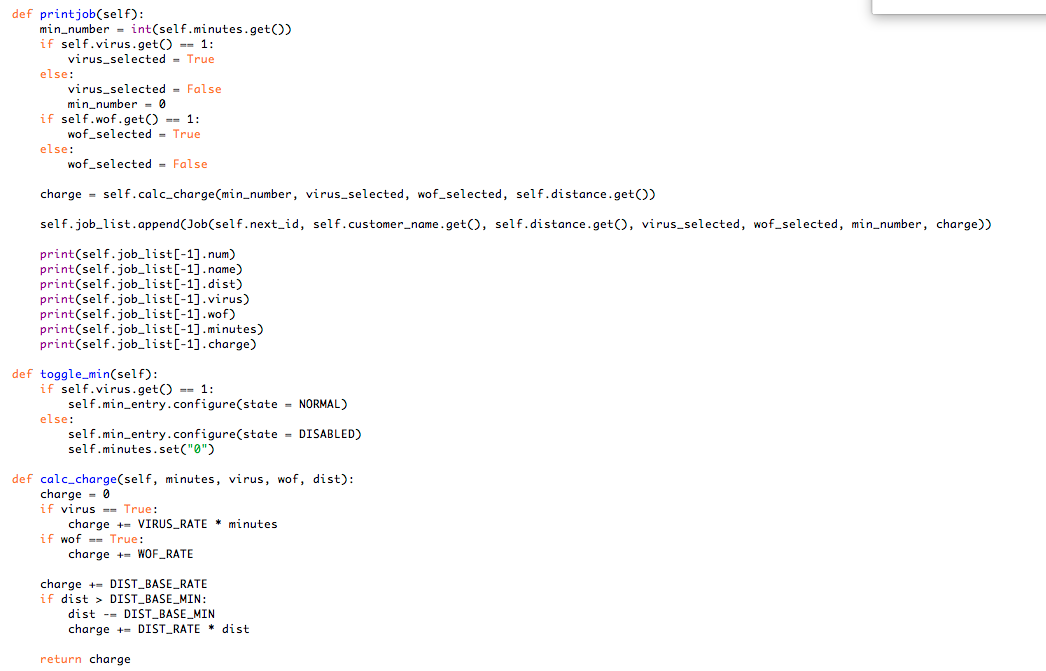 def printjob(self):
    min_number = int(self.minutes.get())
    if self.virus.get() == 1:
        virus_selected = True
    else:
        virus_selected = False
        min_number = 0
    if self.wof.get() == 1:
        wof_selected = True
    else:
        wof_selected = False

    charge = self.calc_charge(min_number, virus_selected, wof_selected, self.distance.get())

    self.job_list.append(Job(self.next_id, self.customer_name.get(), self.distance.get(), virus_selected, wof_selected, min_number, charge))

    print(self.job_list[-1].num)
    print(self.job_list[-1].name)
    print(self.job_list[-1].dist)
    print(self.job_list[-1].virus)
    print(self.job_list[-1].wof)
    print(self.job_list[-1].minutes)
    print(self.job_list[-1].charge)

def toggle_min(self):
    if self.virus.get() == 1:
        self.min_entry.configure(state = NORMAL)
    else:
        self.min_entry.configure(state = DISABLED)
        self.minutes.set("0")

def calc_charge(self, minutes, virus, wof, dist):
    charge = 0
    if virus == True:
        charge += VIRUS_RATE * minutes
    if wof == True:
        charge += WOF_RATE

    charge += DIST_BASE_RATE
    if dist > DIST_BASE_MIN:
        dist -= DIST_BASE_MIN
        charge += DIST_RATE * dist

    return charge